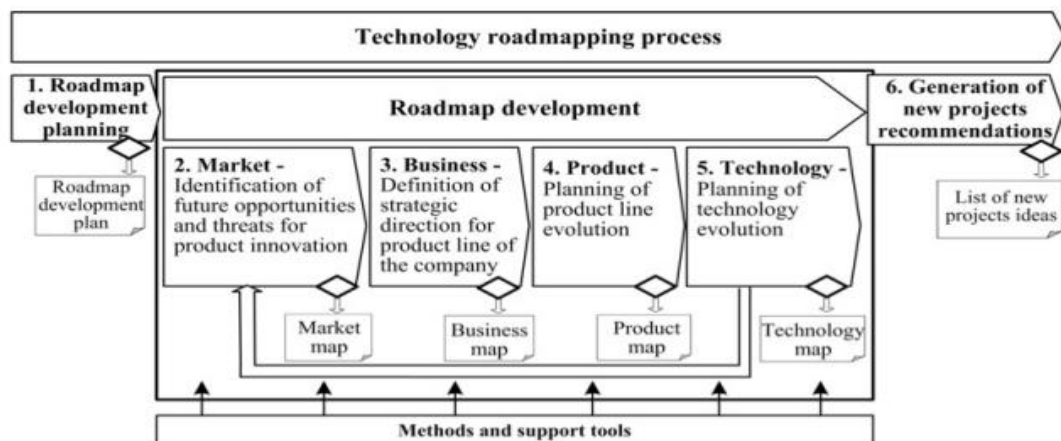 Technology roadmapping process
1. Roadmap
development
planning
Roadmap development
6. Generation of
new projects
recommendations
Roadmap
development
plan
2. Market -
Identification of
future opportunities
and threats for
product innovation
3. Business -
Definition of
strategic
direction for
product line of
the company
4. Product -
Planning of
product line
evolution
5. Technology -
Planning of
technology
evolution
List of new
projects ideas
Market
map
Business
map
Product
map
Technology
map
Methods and support tools